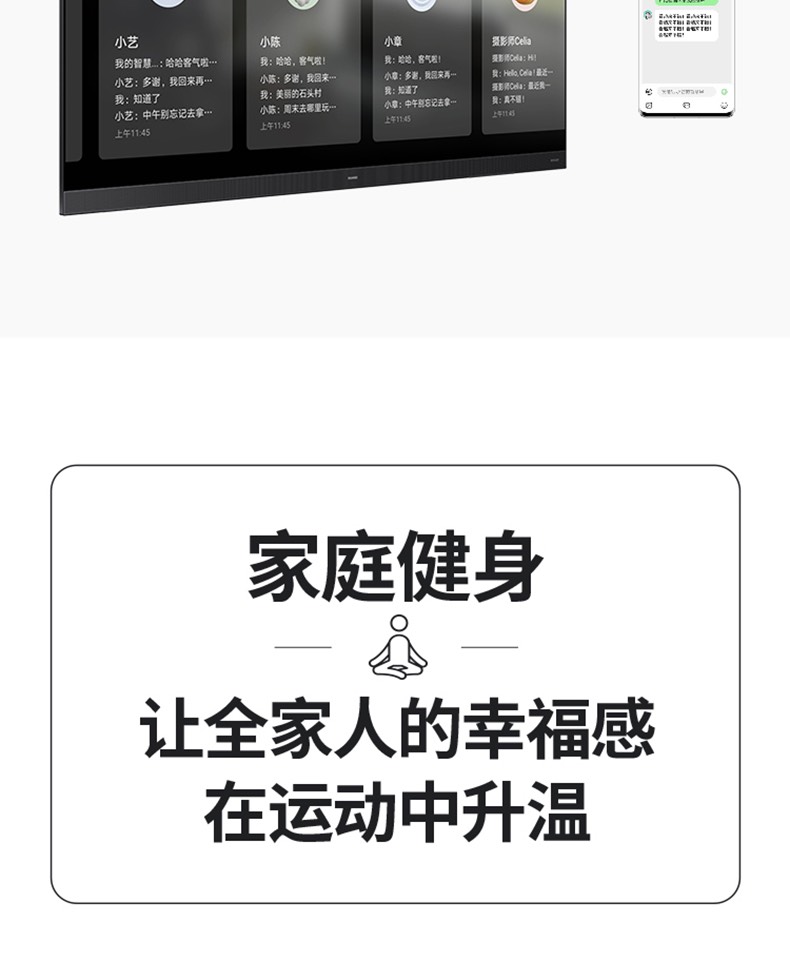 小艺
我的智慧...：哈哈客气啦…
小艺：多谢，我回来再…
我：知道了
小艺：中午别忘记去拿…
上午11:45
小陈
我：哈哈，客气啦！
小陈：多谢，我回来…
我：美丽的石头村
小陈：周末去哪里玩…
上午11:45
小章
我：哈哈，客气啦！
小章：多谢，我回来再…
我：知道了
小章：中午别忘记去拿…
上午11:45
摄影师Celia
摄影师Celia：Hi！
我：Hello, Celia！最近…
摄影师Celia：最近我…
我：真不错！
上午11:45
家庭健身
让全家人的幸福感
在运动中升温